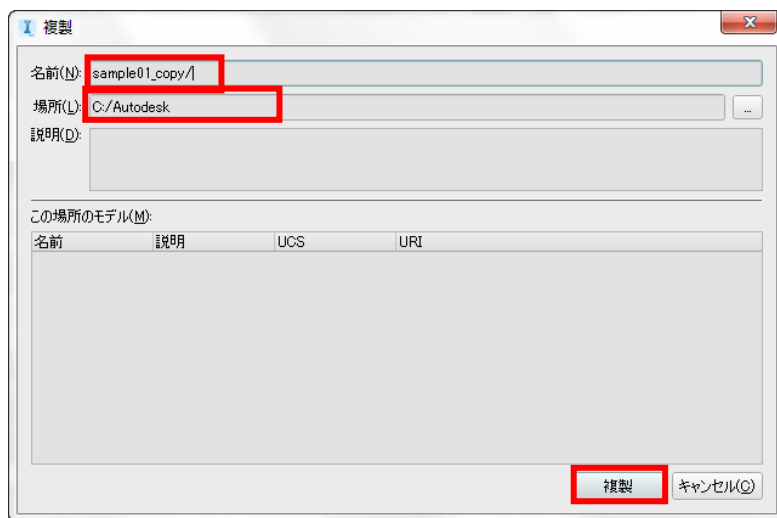 複製
名前(N): sample01_copy/
場所(L): C:/Autodesk
...
説明(D):
この場所のモデル(M):
名前 説明 UCS URI
複製 キャンセル(C)